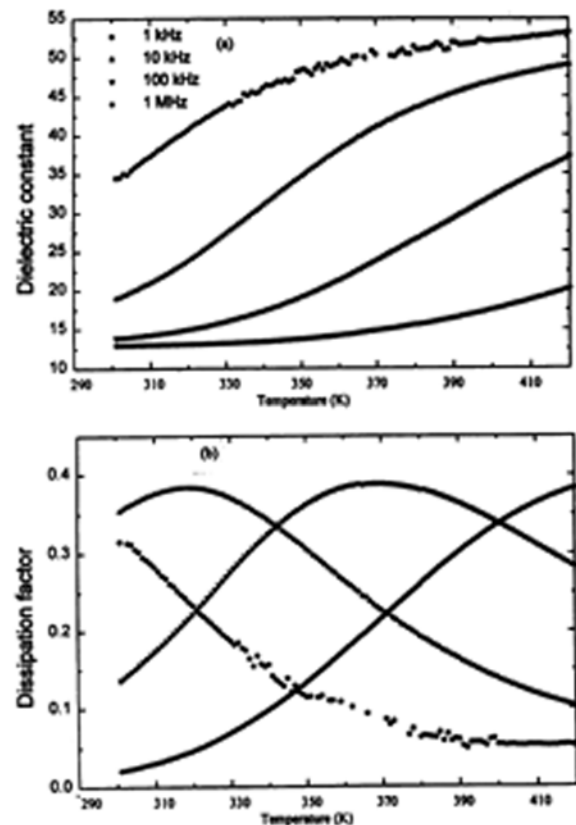 55
50
45
40
35
30
25
20
15
10
Dielectric constant
1 kHz
10 kHz
100 kHz
1 MHz
(a)
290 310 330 350 370 390 410
Temperature (K)
(b)
0.4
0.3
0.2
0.1
0.0
Dissipation factor
290 310 330 350 370 390 410
Temperature (K)